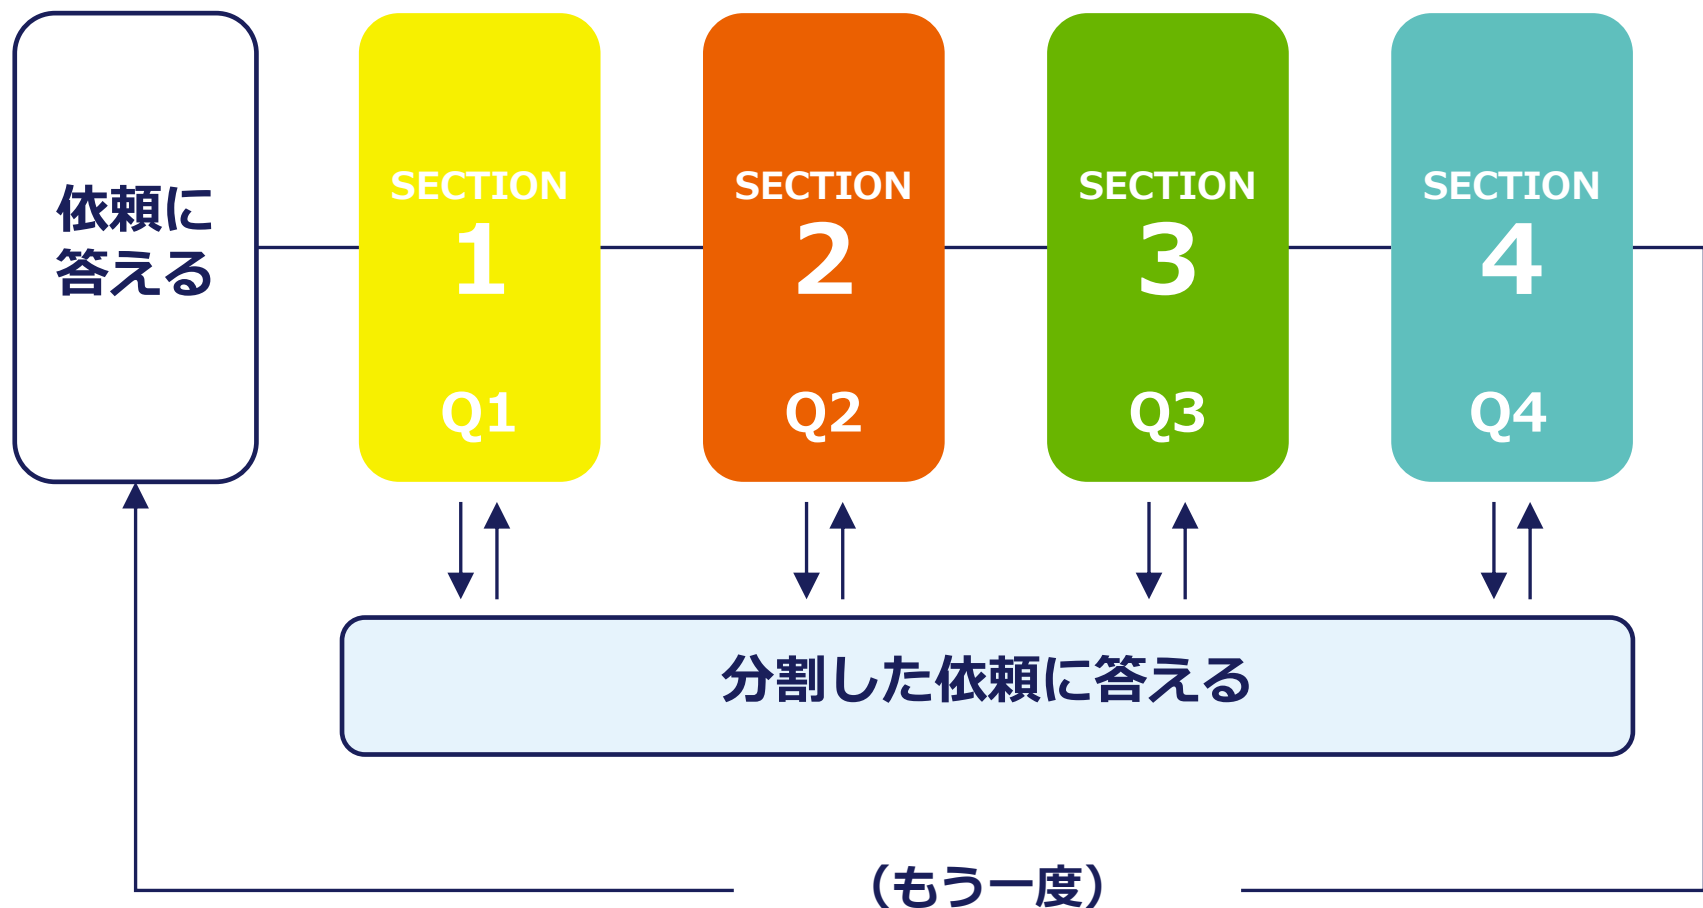 依頼に
答える
SECTION
1
Q1
SECTION
2
Q2
SECTION
3
Q3
SECTION
4
Q4
分割した依頼に答える
（もう一度）